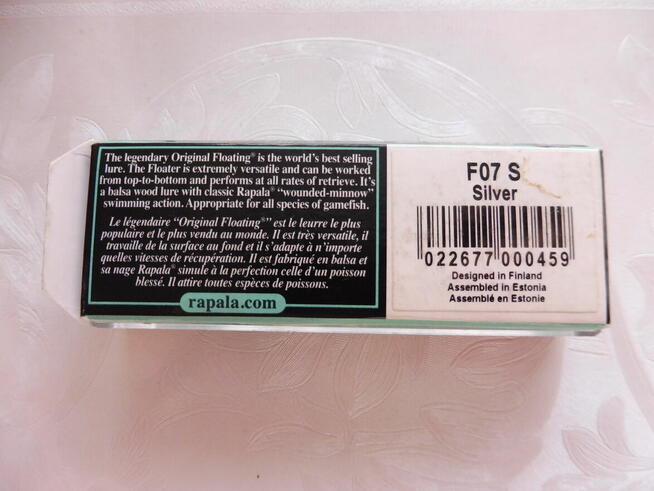 The legendary Original Floating® is the world's best selling
lure. The Floater is extremely versatile and can be worked
from top-to-bottom and performs at all rates of retrieve. It's
a balsa wood lure with classic Rapala® "wounded-minnow"
swimming action. Appropriate for all species of gamefish.
Le légendaire "Original Floating®" est le leurre le plus
populaire et le plus vendu au monde. Il est très versatile, il
travaille de la surface au fond et il s'adapte à n'importe
quelles vitesses de récupération. Il est fabriqué en balsa et
sa nage Rapala® simule à la perfection celle d'un poisson
blessé. Il attire toutes espèces de poissons.
rapala.com
F07 S
Silver
022677 000459
Designed in Finland
Assembled in Estonia
Assemblé en Estonie